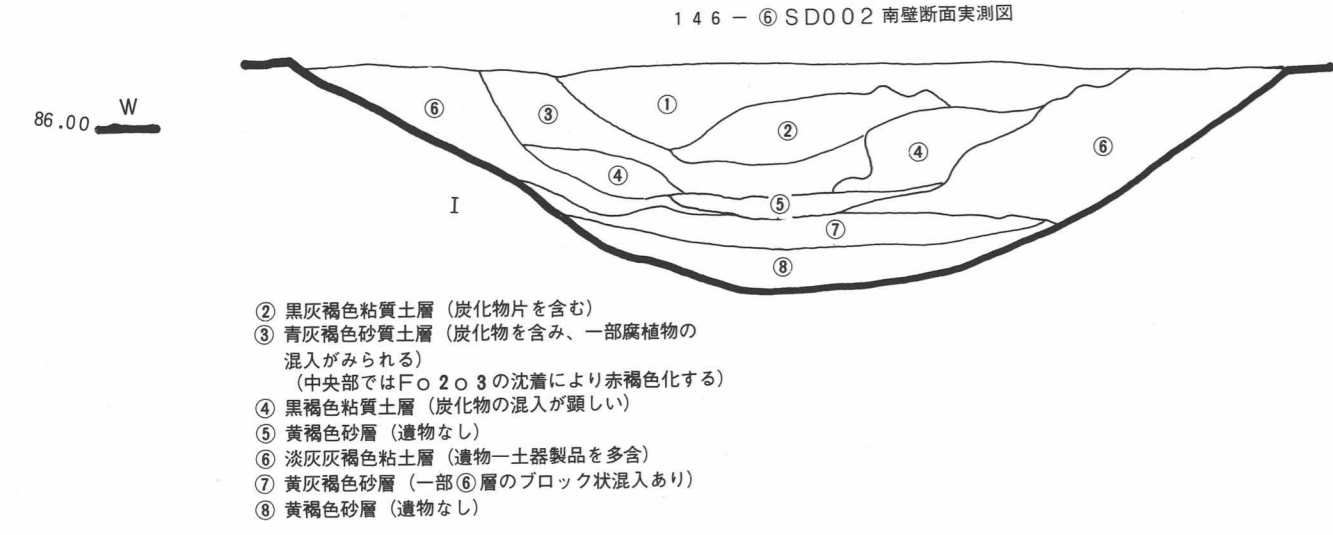 146－⑥SD002南壁断面実測図
86.00
W
⑥
③
①
②
④
⑥
④
⑤
⑦
⑧
I
② 黒灰褐色粘質土層（炭化物片を含む）
③ 青灰褐色砂質土層（炭化物を含み、一部腐植物の
混入がみられる）
（中央部ではFo2o3の沈着により赤褐色化する）
④ 黒褐色粘質土層（炭化物の混入が顕しい）
⑤ 黄褐色砂層（遺物なし）
⑥ 淡灰灰褐色粘土層（遺物―土器製品を多含）
⑦ 黄灰褐色砂層（一部⑥層のブロック状混入あり）
⑧ 黄褐色砂層（遺物なし）